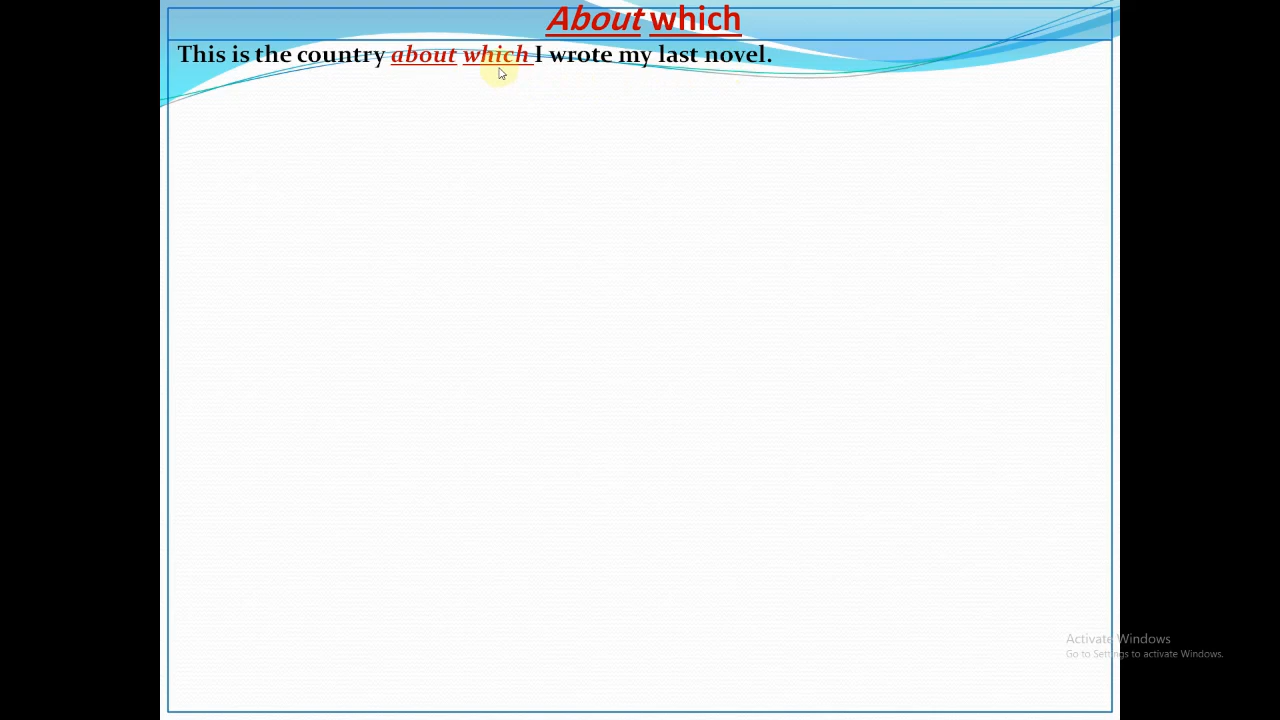 About which
This is the country about which I wrote my last novel.
Activate Windows
Go to Settings to activate Windows.